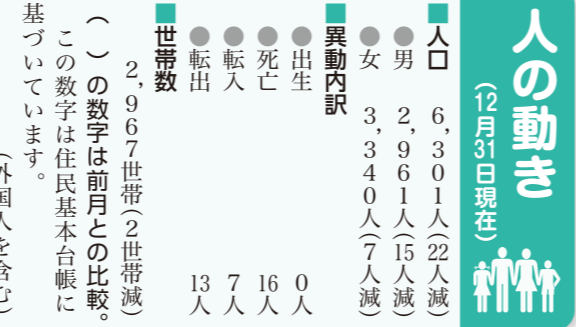 人の動き
(12月31日現在)
■人口 6,301人(22人減)
●男 2,961人(15人減)
●女 3,340人(7人減)
■異動内訳
●出生 0人
●死亡 16人
●転入 7人
●転出 13人
■世帯数
2,967世帯(2世帯減)
( )の数字は前月との比較。
この数字は住民基本台帳に
基づいています。
(外国人を含む)